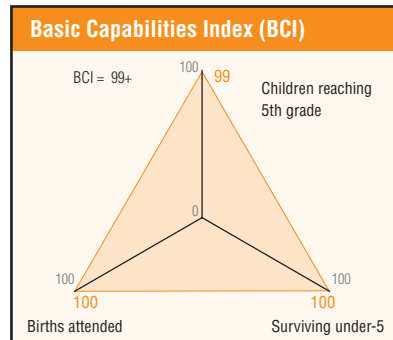 Basic Capabilities Index (BCI)
BCI = 99+
100
99
Children reaching
5th grade
0
100
100
100
100
Births attended
Surviving under-5